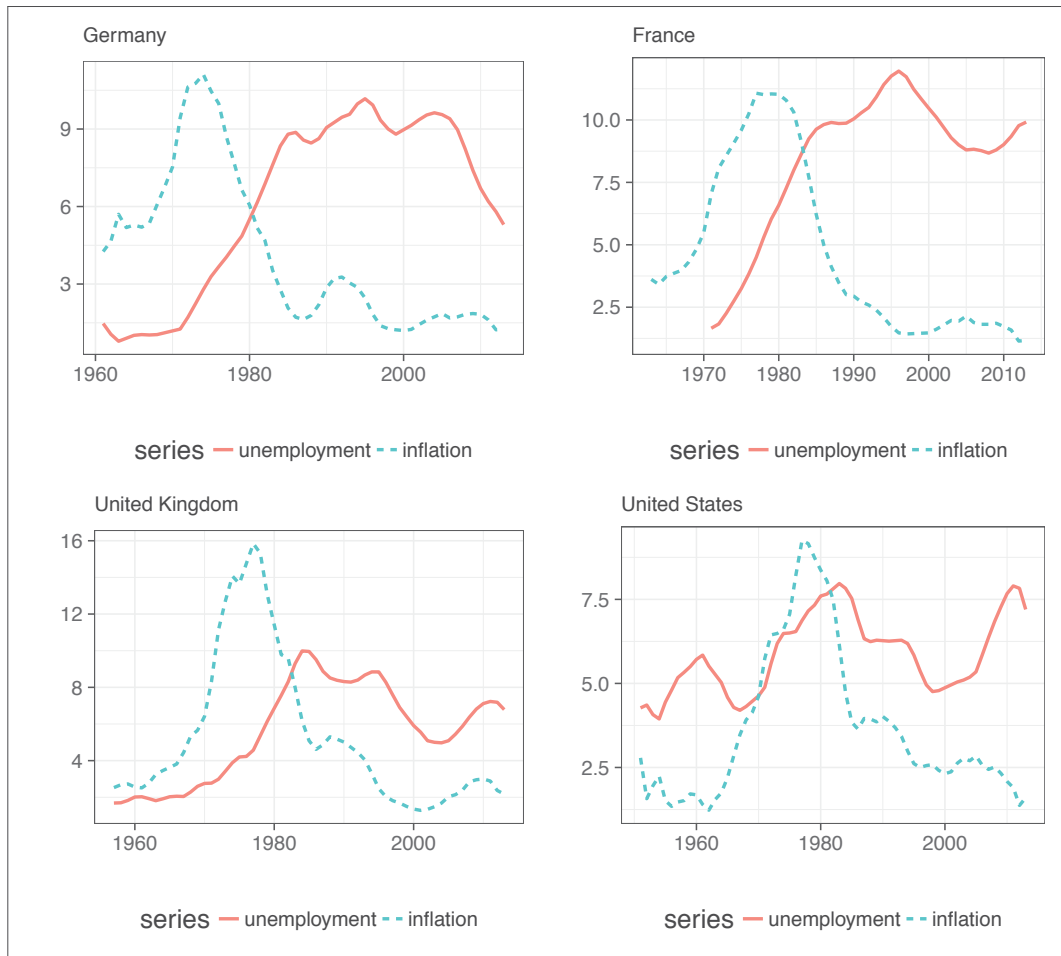 Germany
9
6
3
1960 1980 2000
series unemployment inflation
France
10.0
7.5
5.0
2.5
1970 1980 1990 2000 2010
series unemployment inflation
United Kingdom
16
12
8
4
1960 1980 2000
series unemployment inflation
United States
7.5
5.0
2.5
1960 1980 2000
series unemployment inflation